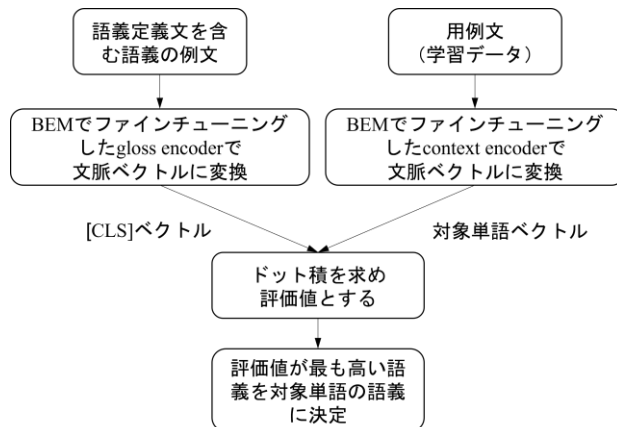 語義定義文を含
む語義の例文
用例文
（学習データ）
BEMでファインチューニング
したgloss encoderで
文脈ベクトルに変換
BEMでファインチューニング
したcontext encoderで
文脈ベクトルに変換
[CLS]ベクトル
対象単語ベクトル
ドット積を求め
評価値とする
評価値が最も高い語
義を対象単語の語義
に決定